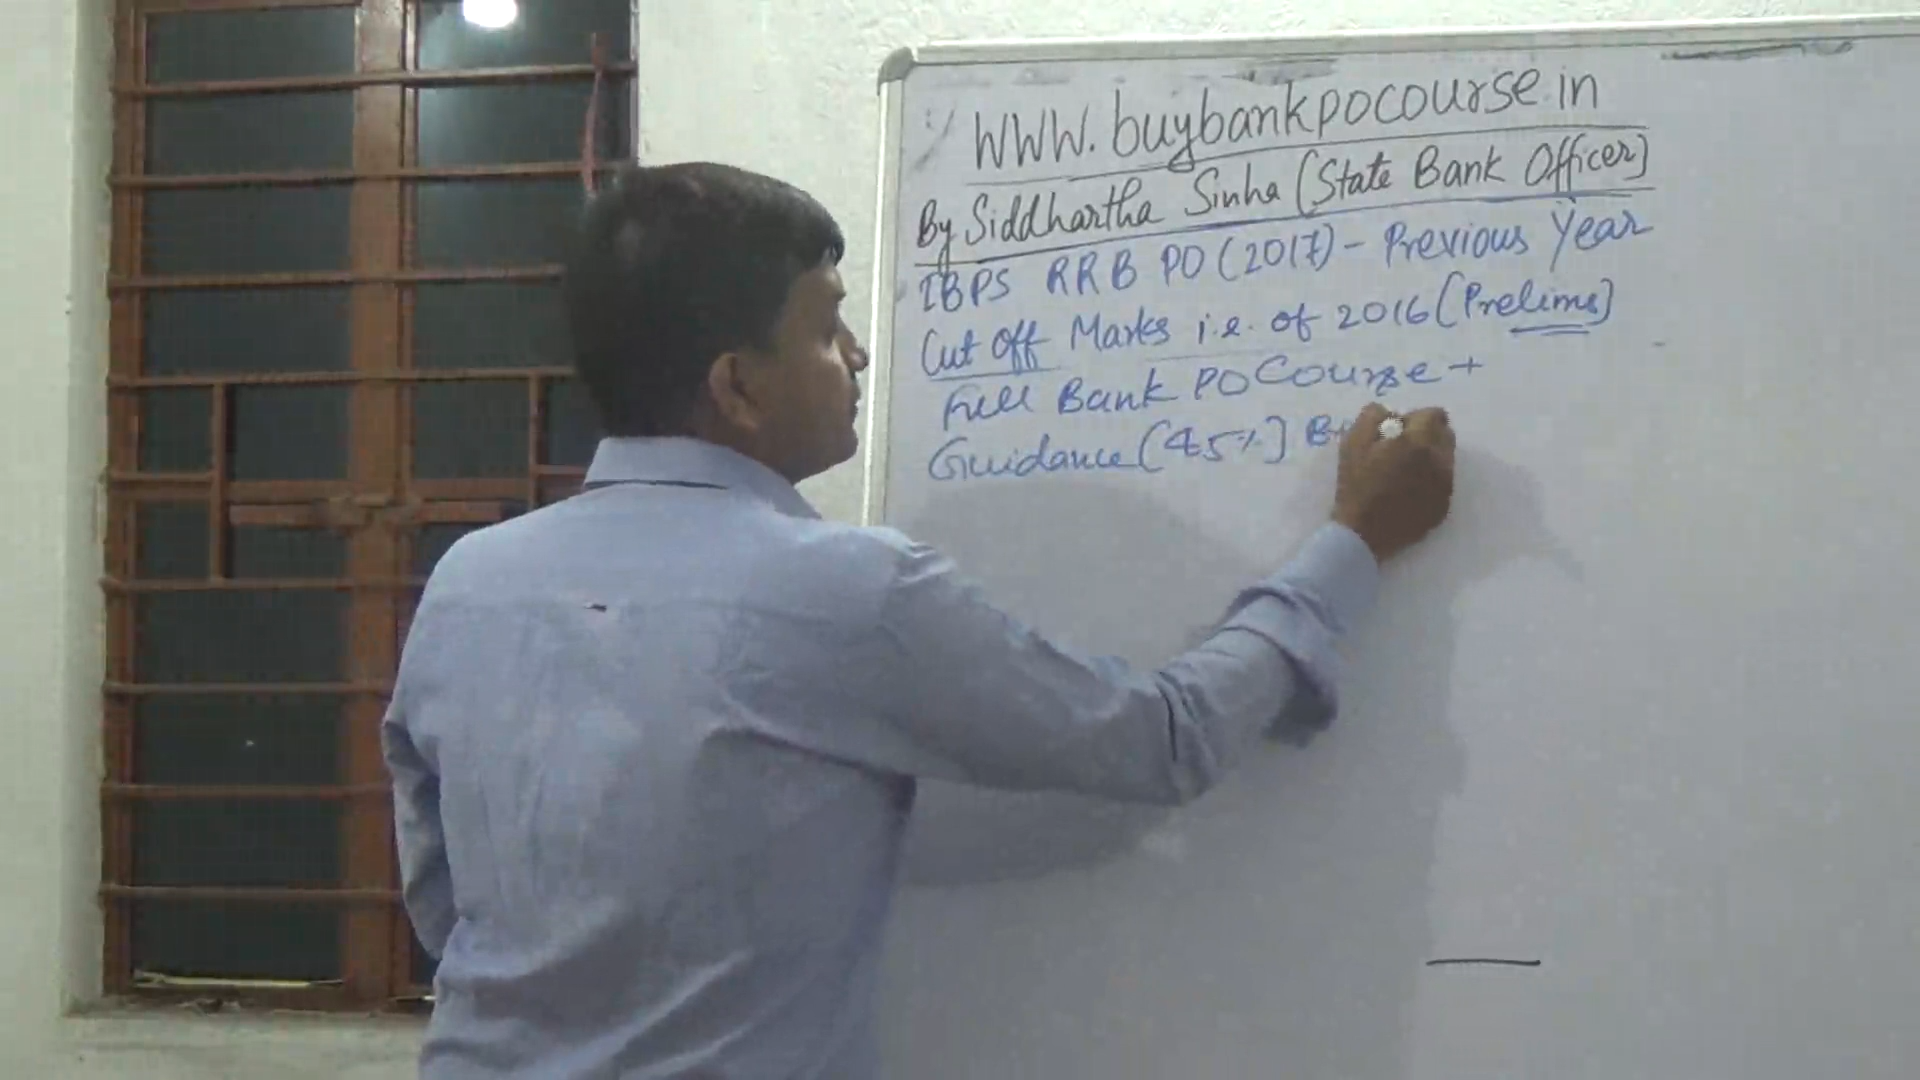 www.buybankpocourse.in
By Siddhartha Sinha (State Bank Officer)
IBPS RRB PO (2017) - Previous Year
Cut Off Marks i.e. of 2016 (Prelims)
Full Bank PO Course +
Guidance (45%)